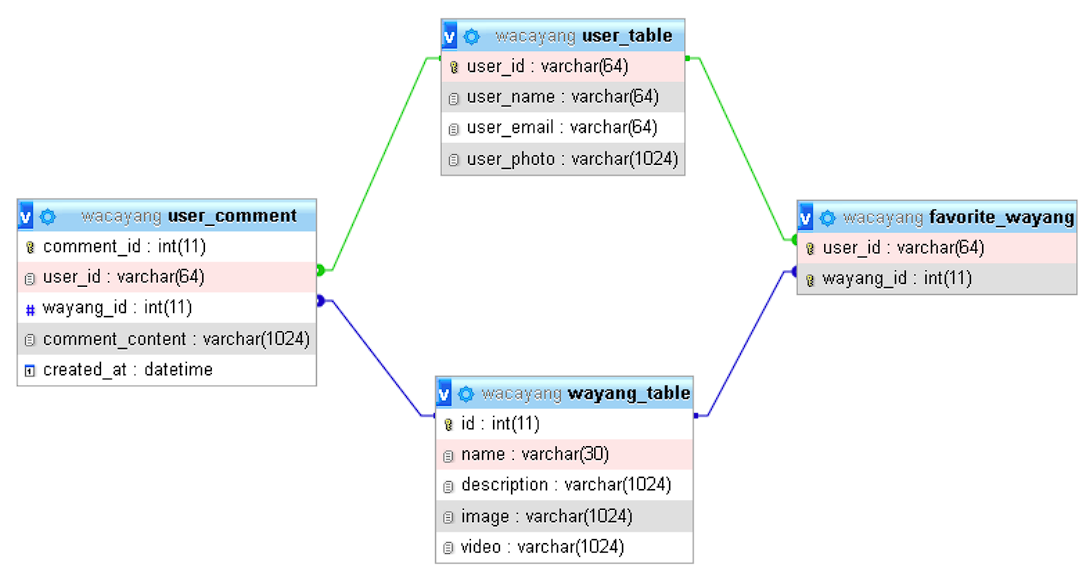 wacayang user_table
user_id : varchar(64)
user_name : varchar(64)
user_email : varchar(64)
user_photo : varchar(1024)
wacayang user_comment
comment_id : int(11)
user_id : varchar(64)
# wayang_id : int(11)
comment_content : varchar(1024)
created_at : datetime
wacayang favorite_wayang
user_id : varchar(64)
wayang_id : int(11)
wacayang wayang_table
id : int(11)
name : varchar(30)
description : varchar(1024)
image : varchar(1024)
video : varchar(1024)